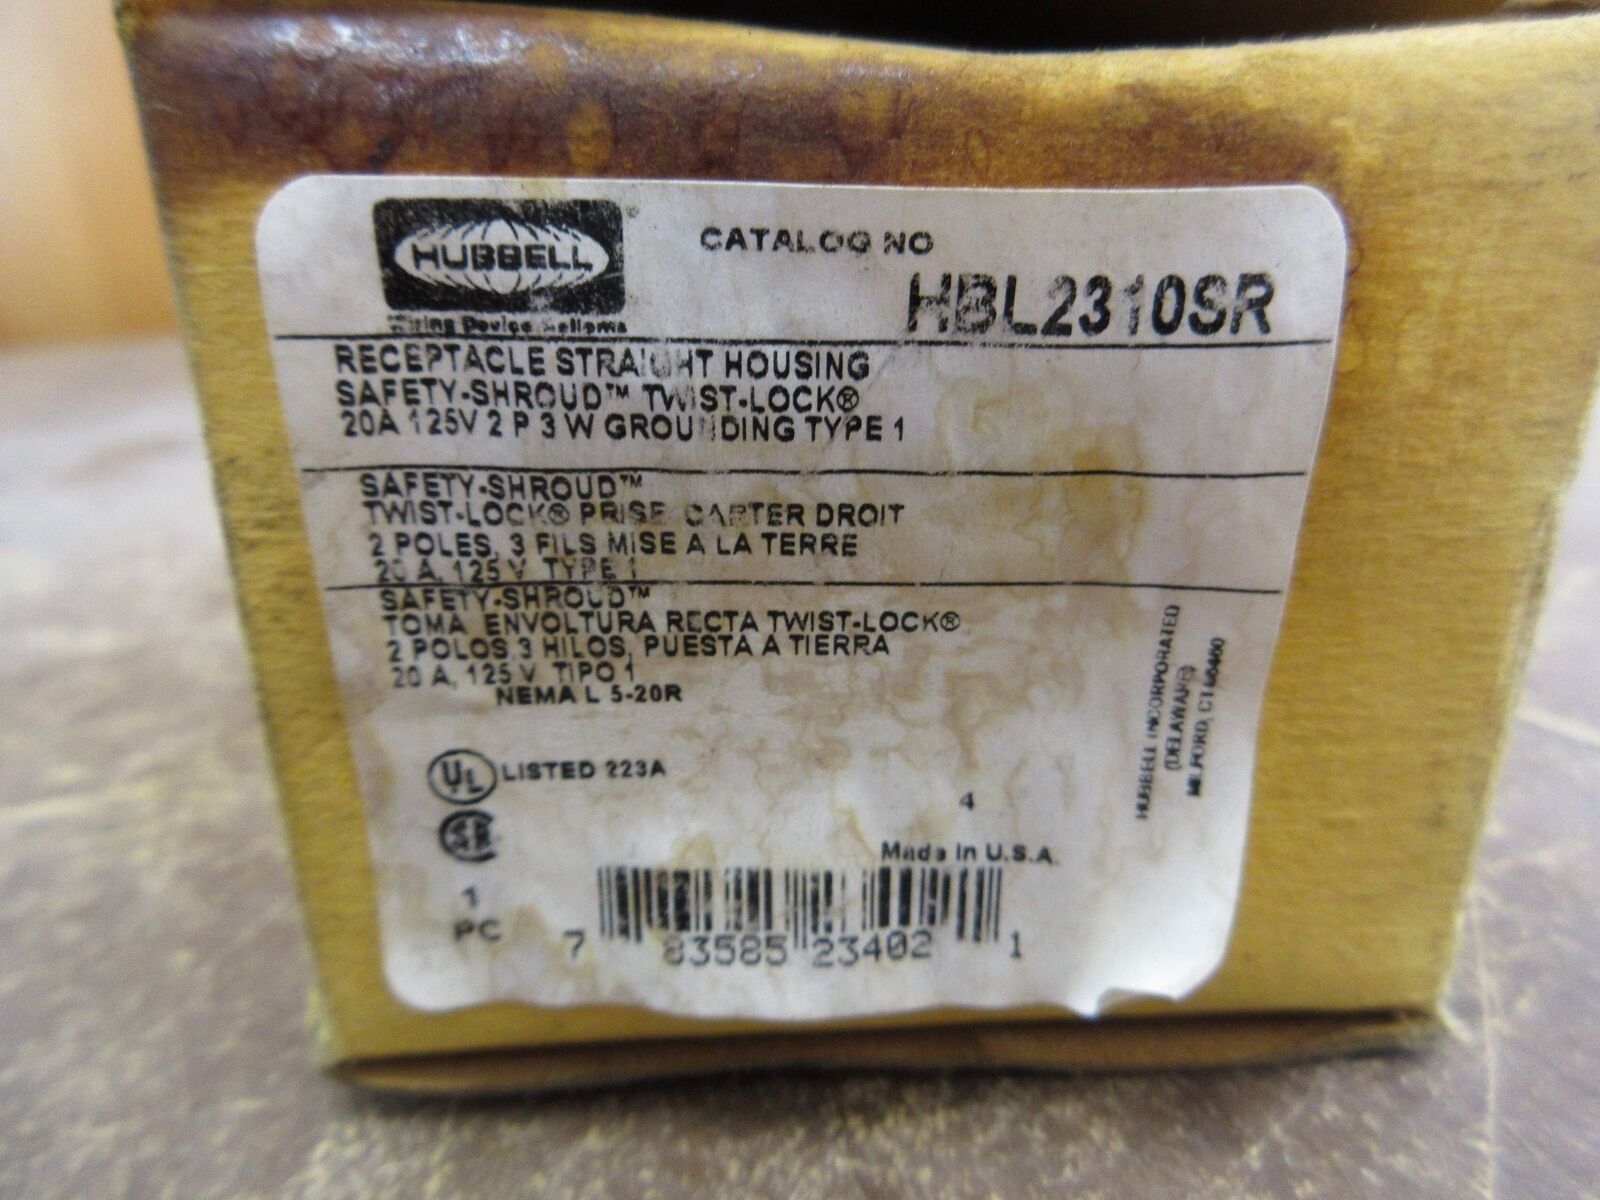 HUBBELL
CATALOG NO
HBL2310SR
RECEPTACLE STRAIGHT HOUSING
SAFETY-SHROUD™ TWIST-LOCK®
20A 125V 2 P 3 W GROUNDING TYPE 1
SAFETY-SHROUD™
TWIST-LOCK® PRISE CARTER DROIT
2 POLES, 3 FILS MISE A LA TERRE
20 A, 125 V TYPE 1
SAFETY-SHROUD™
TOMA ENVOLTURA RECTA TWIST-LOCK®
2 POLOS, 3 HILOS, PUESTA A TIERRA
20 A, 125 V TIPO 1
NEMA L 5-20R
UL LISTED 223A
4
Made in U.S.A.
1
PC
7 83585 23402 1
HUBBELL INCORPORATED
(DELAWARE)
MILFORD, CT